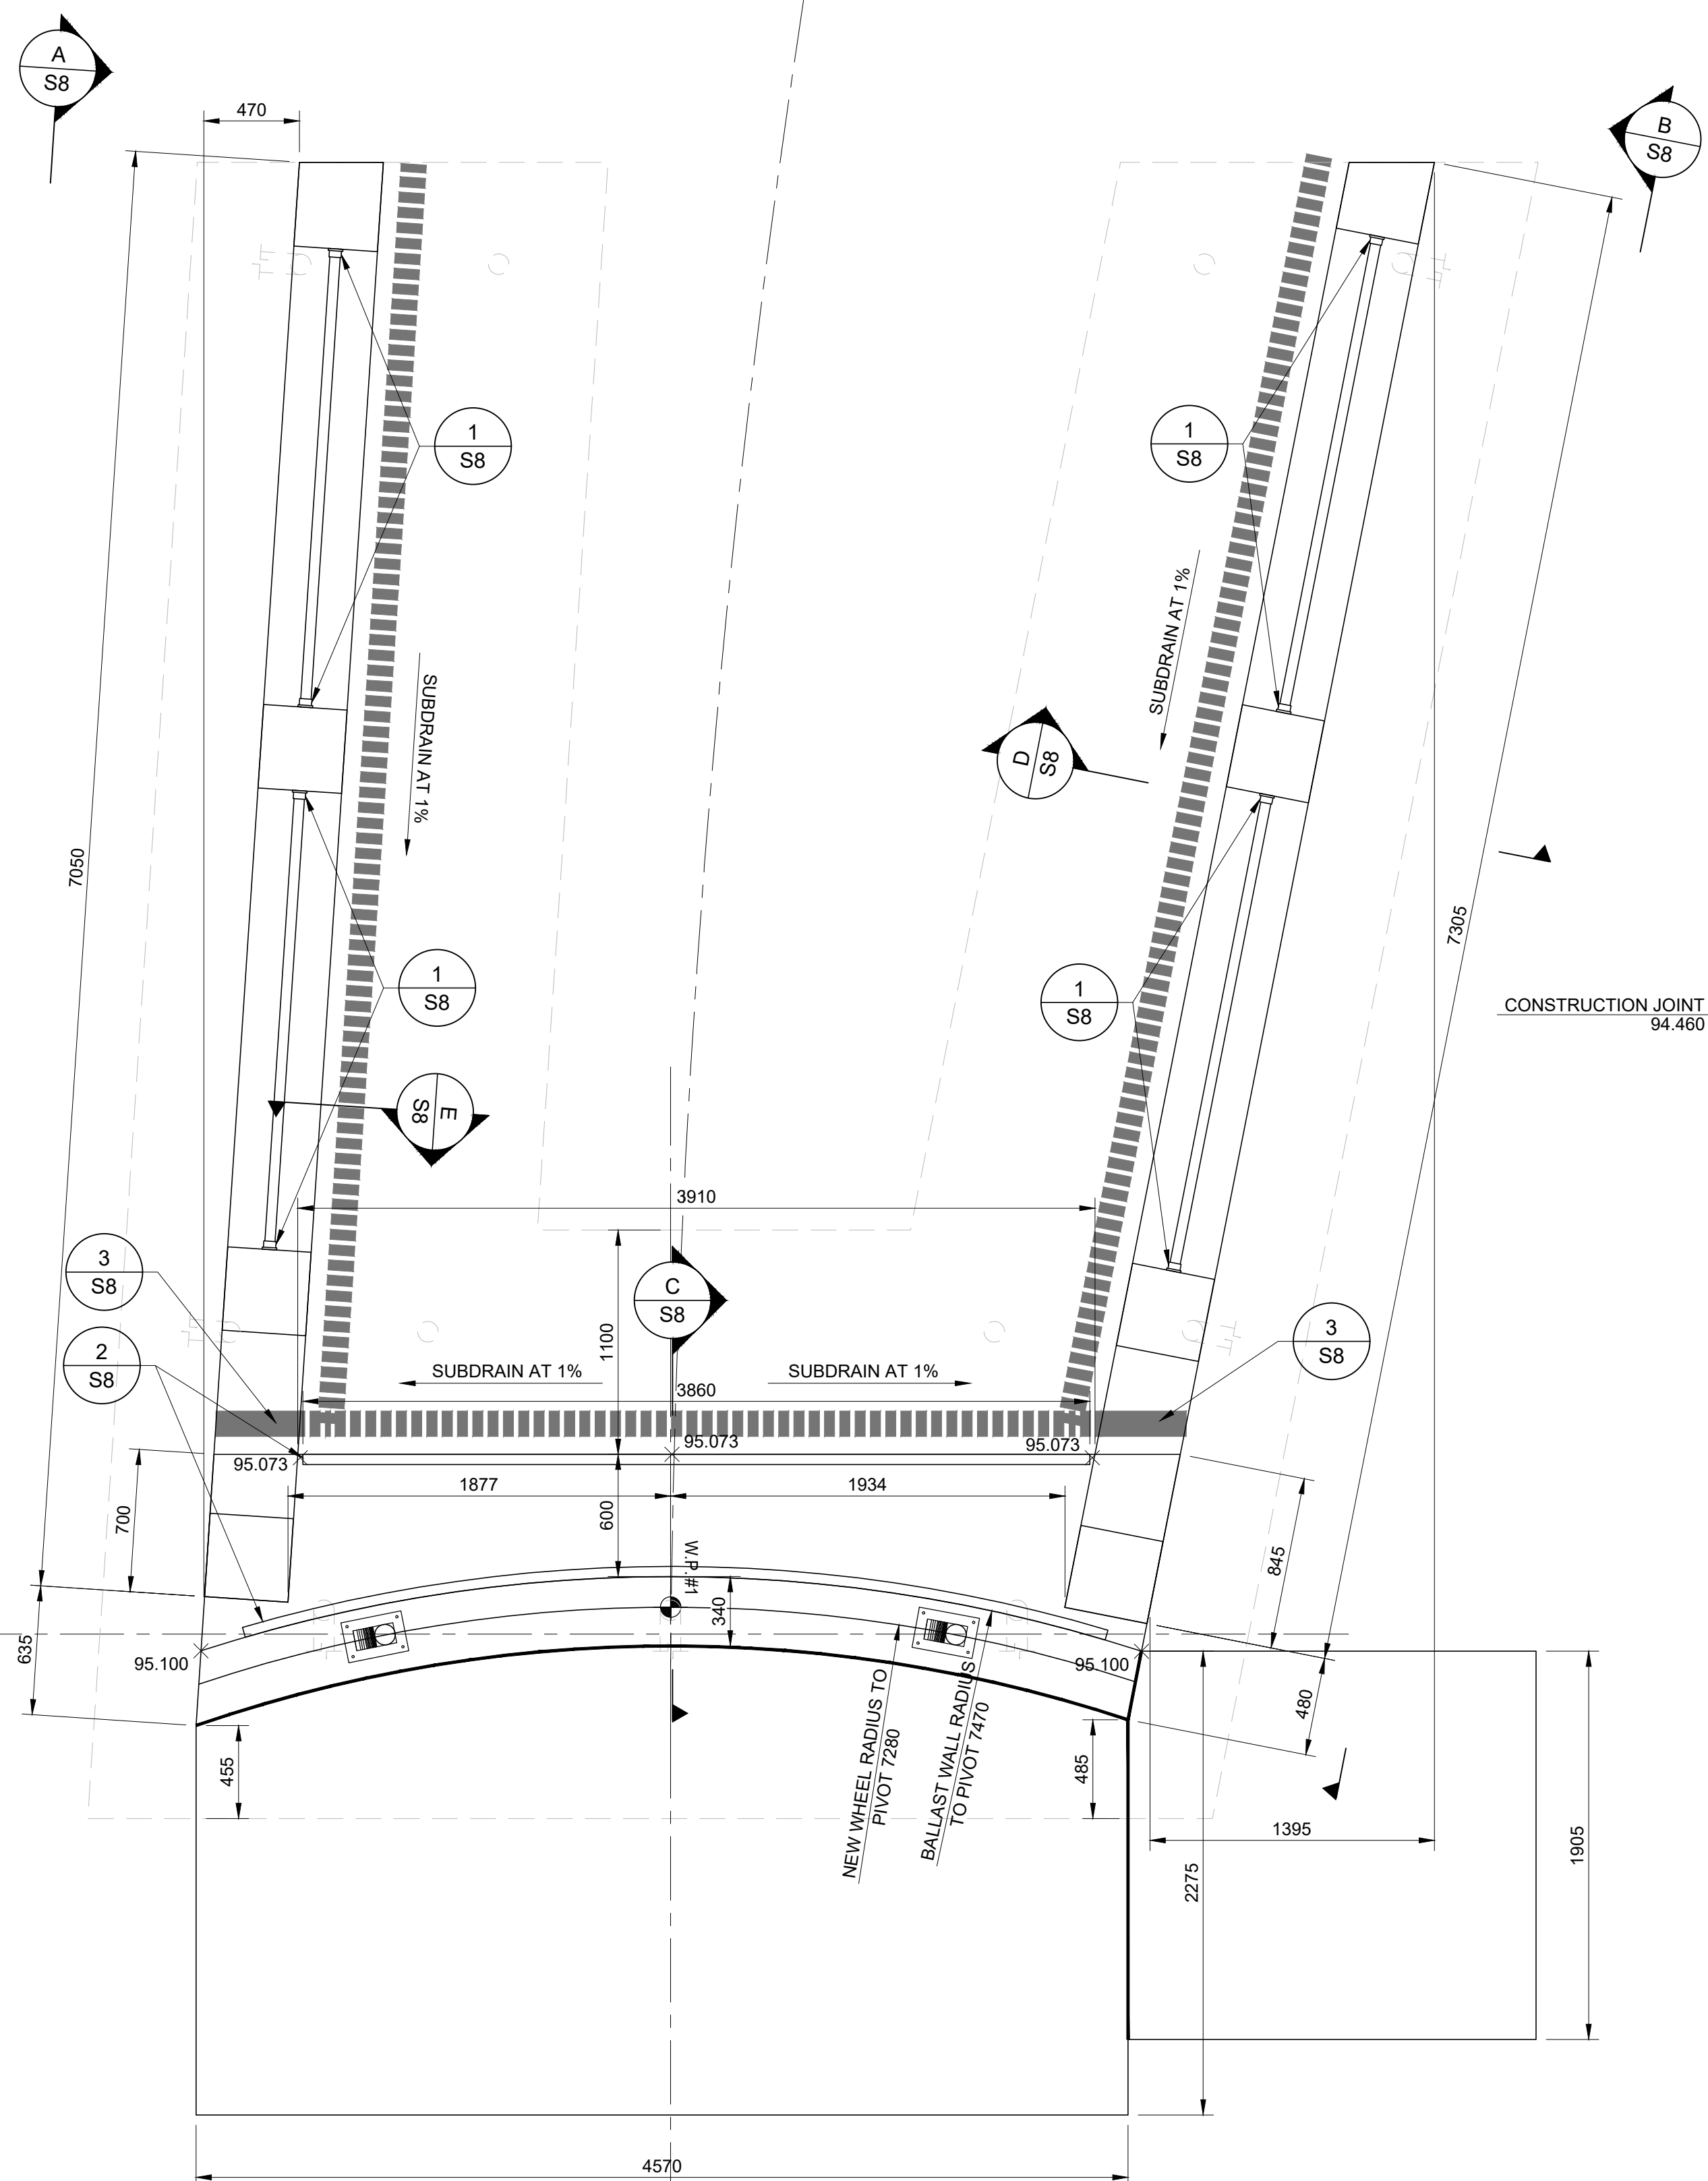 A
S8
B
S8
470
1
S8
1
S8
SUBDRAIN AT 1%
SUBDRAIN AT 1%
D
S8
7050
7305
1
S8
1
S8
CONSTRUCTION JOINT
94.460
E
S8
3910
3
S8
C
S8
1100
3
S8
2
S8
SUBDRAIN AT 1%
SUBDRAIN AT 1%
3860
95.073
95.073
95.073
1877
1934
700
600
845
W.P.#1
340
635
95.100
95.100
480
NEW WHEEL RADIUS TO
PIVOT 7280
BALLAST WALL RADIUS
TO PIVOT 7470
455
485
1395
1905
2275
4570